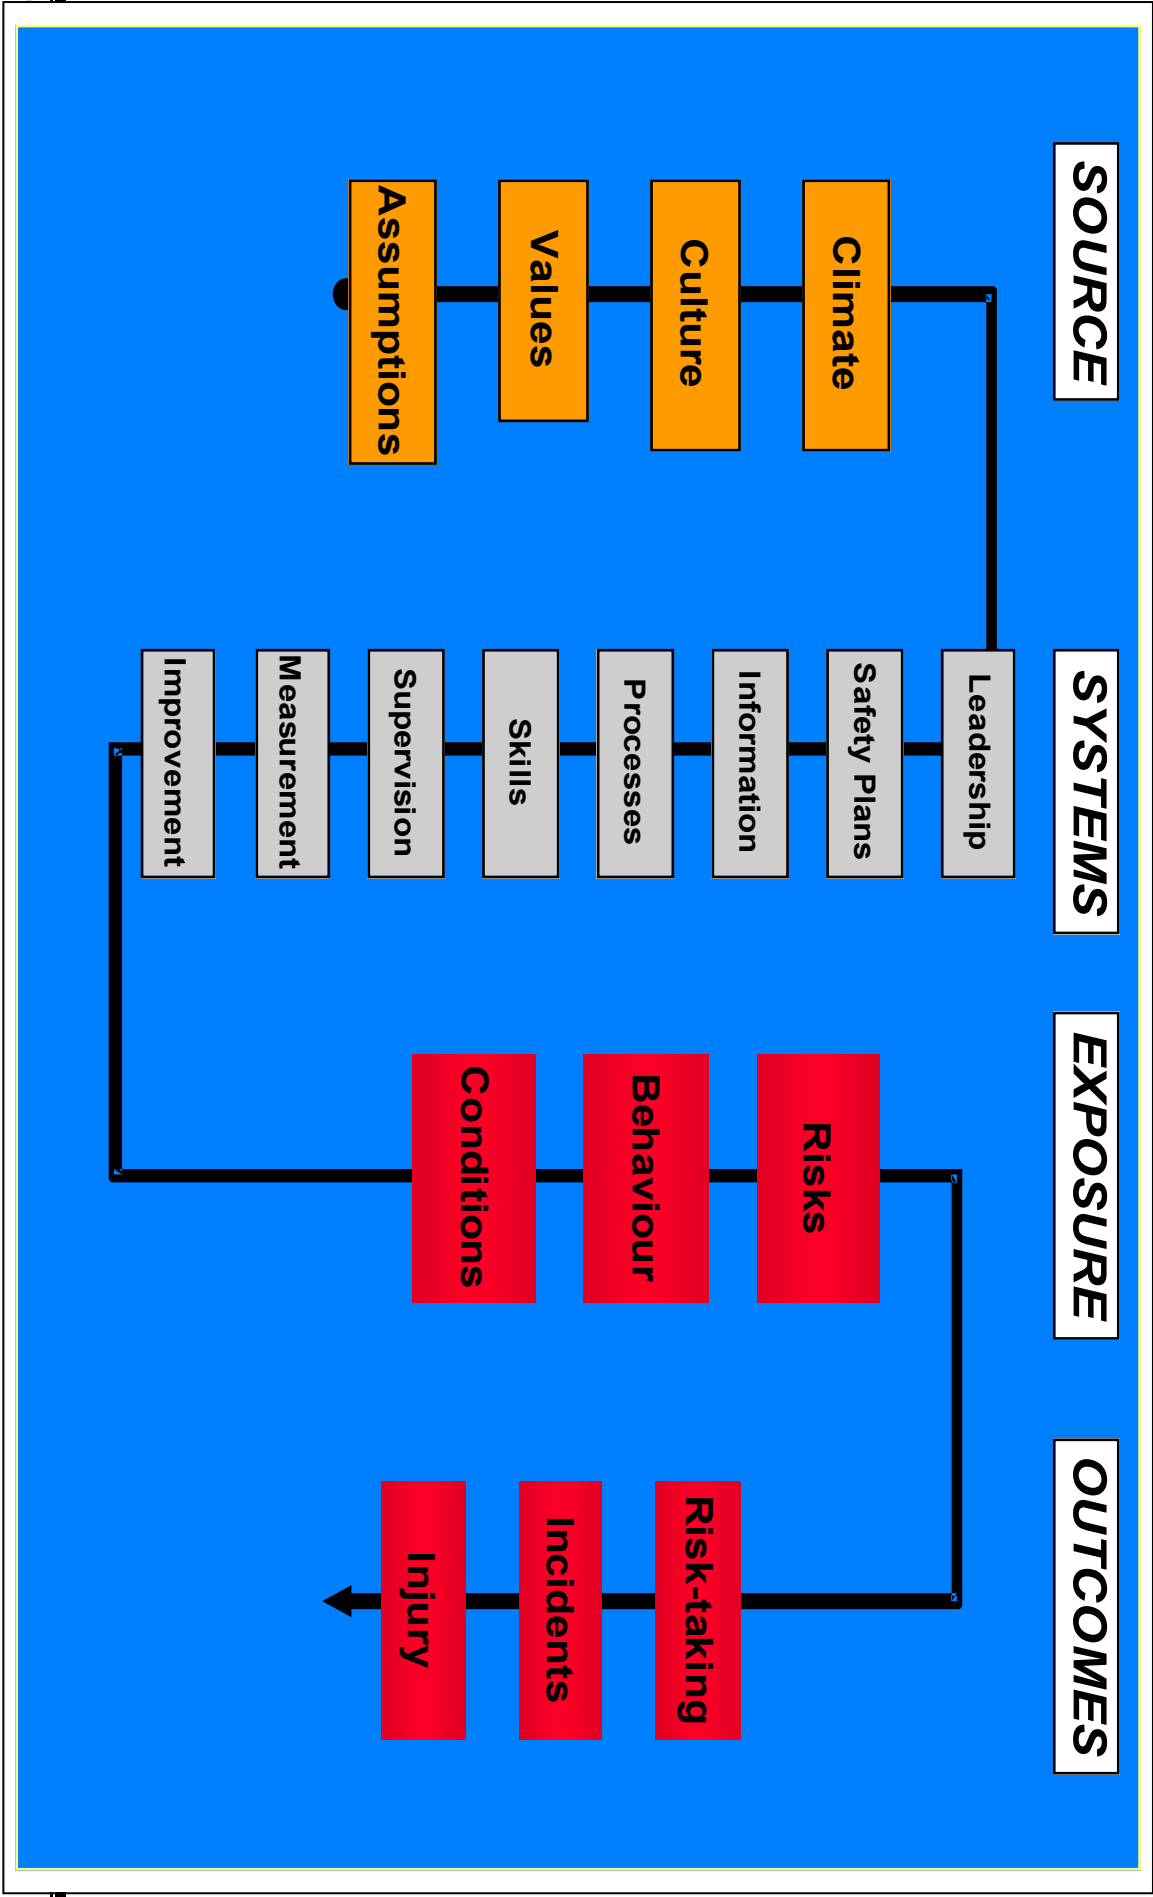 SOURCE
SYSTEMS
EXPOSURE
OUTCOMES
Climate
Culture
Values
Assumptions
Leadership
Safety Plans
Information
Processes
Skills
Supervision
Measurement
Improvement
Risks
Behaviour
Conditions
Risk-taking
Incidents
Injury